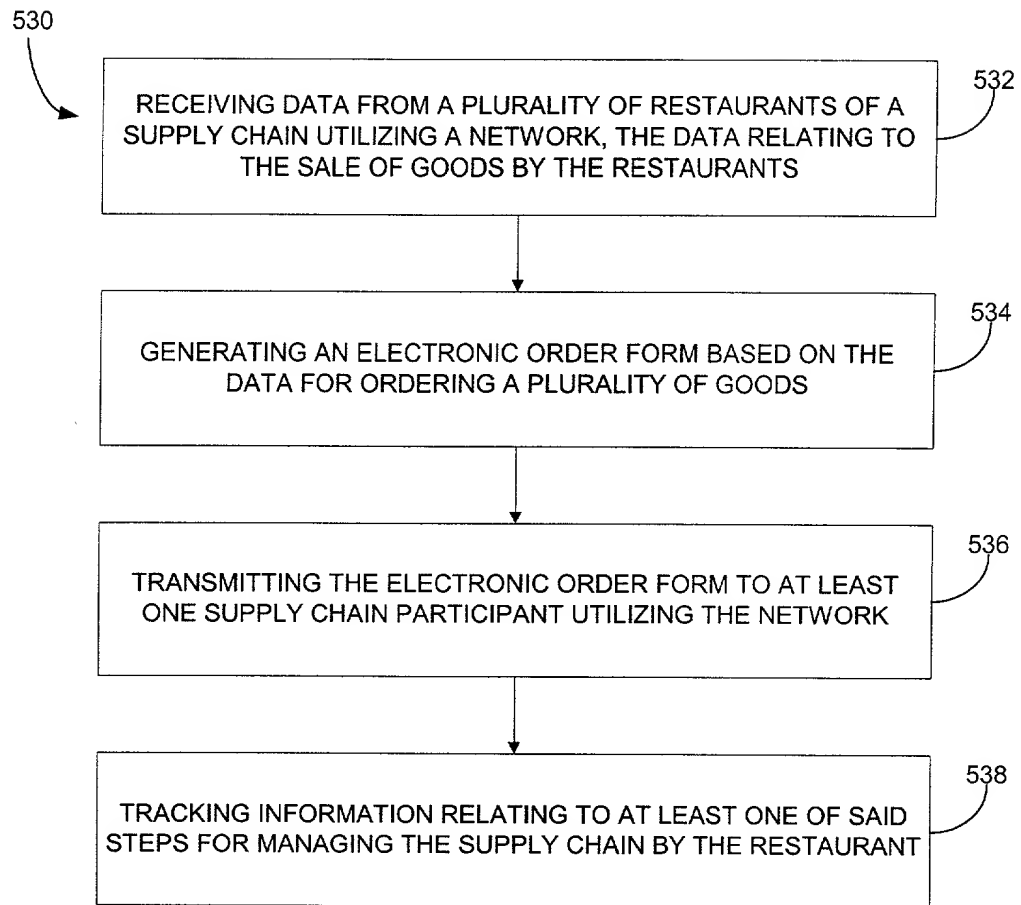 530
532
RECEIVING DATA FROM A PLURALITY OF RESTAURANTS OF A
SUPPLY CHAIN UTILIZING A NETWORK, THE DATA RELATING TO
THE SALE OF GOODS BY THE RESTAURANTS
534
GENERATING AN ELECTRONIC ORDER FORM BASED ON THE
DATA FOR ORDERING A PLURALITY OF GOODS
536
TRANSMITTING THE ELECTRONIC ORDER FORM TO AT LEAST
ONE SUPPLY CHAIN PARTICIPANT UTILIZING THE NETWORK
538
TRACKING INFORMATION RELATING TO AT LEAST ONE OF SAID
STEPS FOR MANAGING THE SUPPLY CHAIN BY THE RESTAURANT